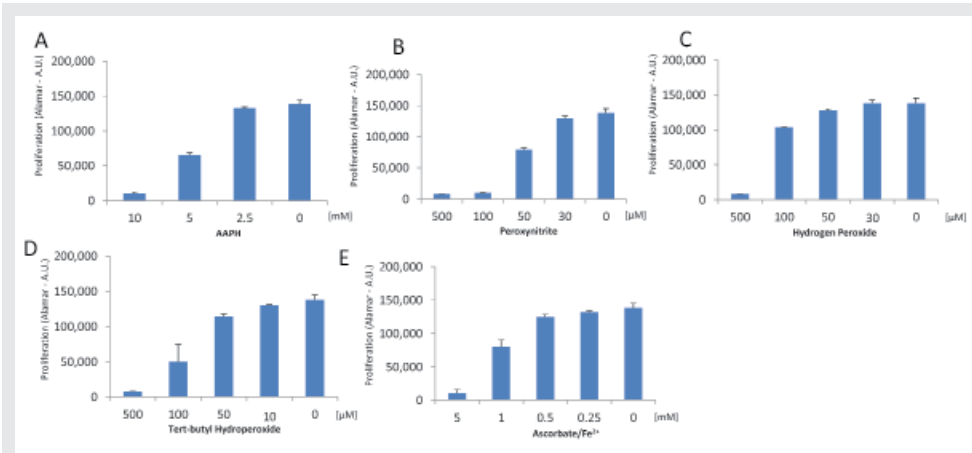 A
Proliferation (Alamar - A.U.)
200,000
150,000
100,000
50,000
0
10 5 2.5 0 [mM]
AAPH
B
Proliferation (Alamar - A.U.)
200,000
150,000
100,000
50,000
0
500 100 50 30 0 [µM]
Peroxynitrite
C
Proliferation (Alamar - A.U.)
200,000
150,000
100,000
50,000
0
500 100 50 30 0 [µM]
Hydrogen Peroxide
D
Proliferation (Alamar - A.U.)
200,000
150,000
100,000
50,000
0
500 100 50 10 0 [µM]
Tert-butyl Hydroperoxide
E
Proliferation (Alamar - A.U.)
200,000
150,000
100,000
50,000
0
5 1 0.5 0.25 0 [mM]
Ascorbate/Fe²⁺